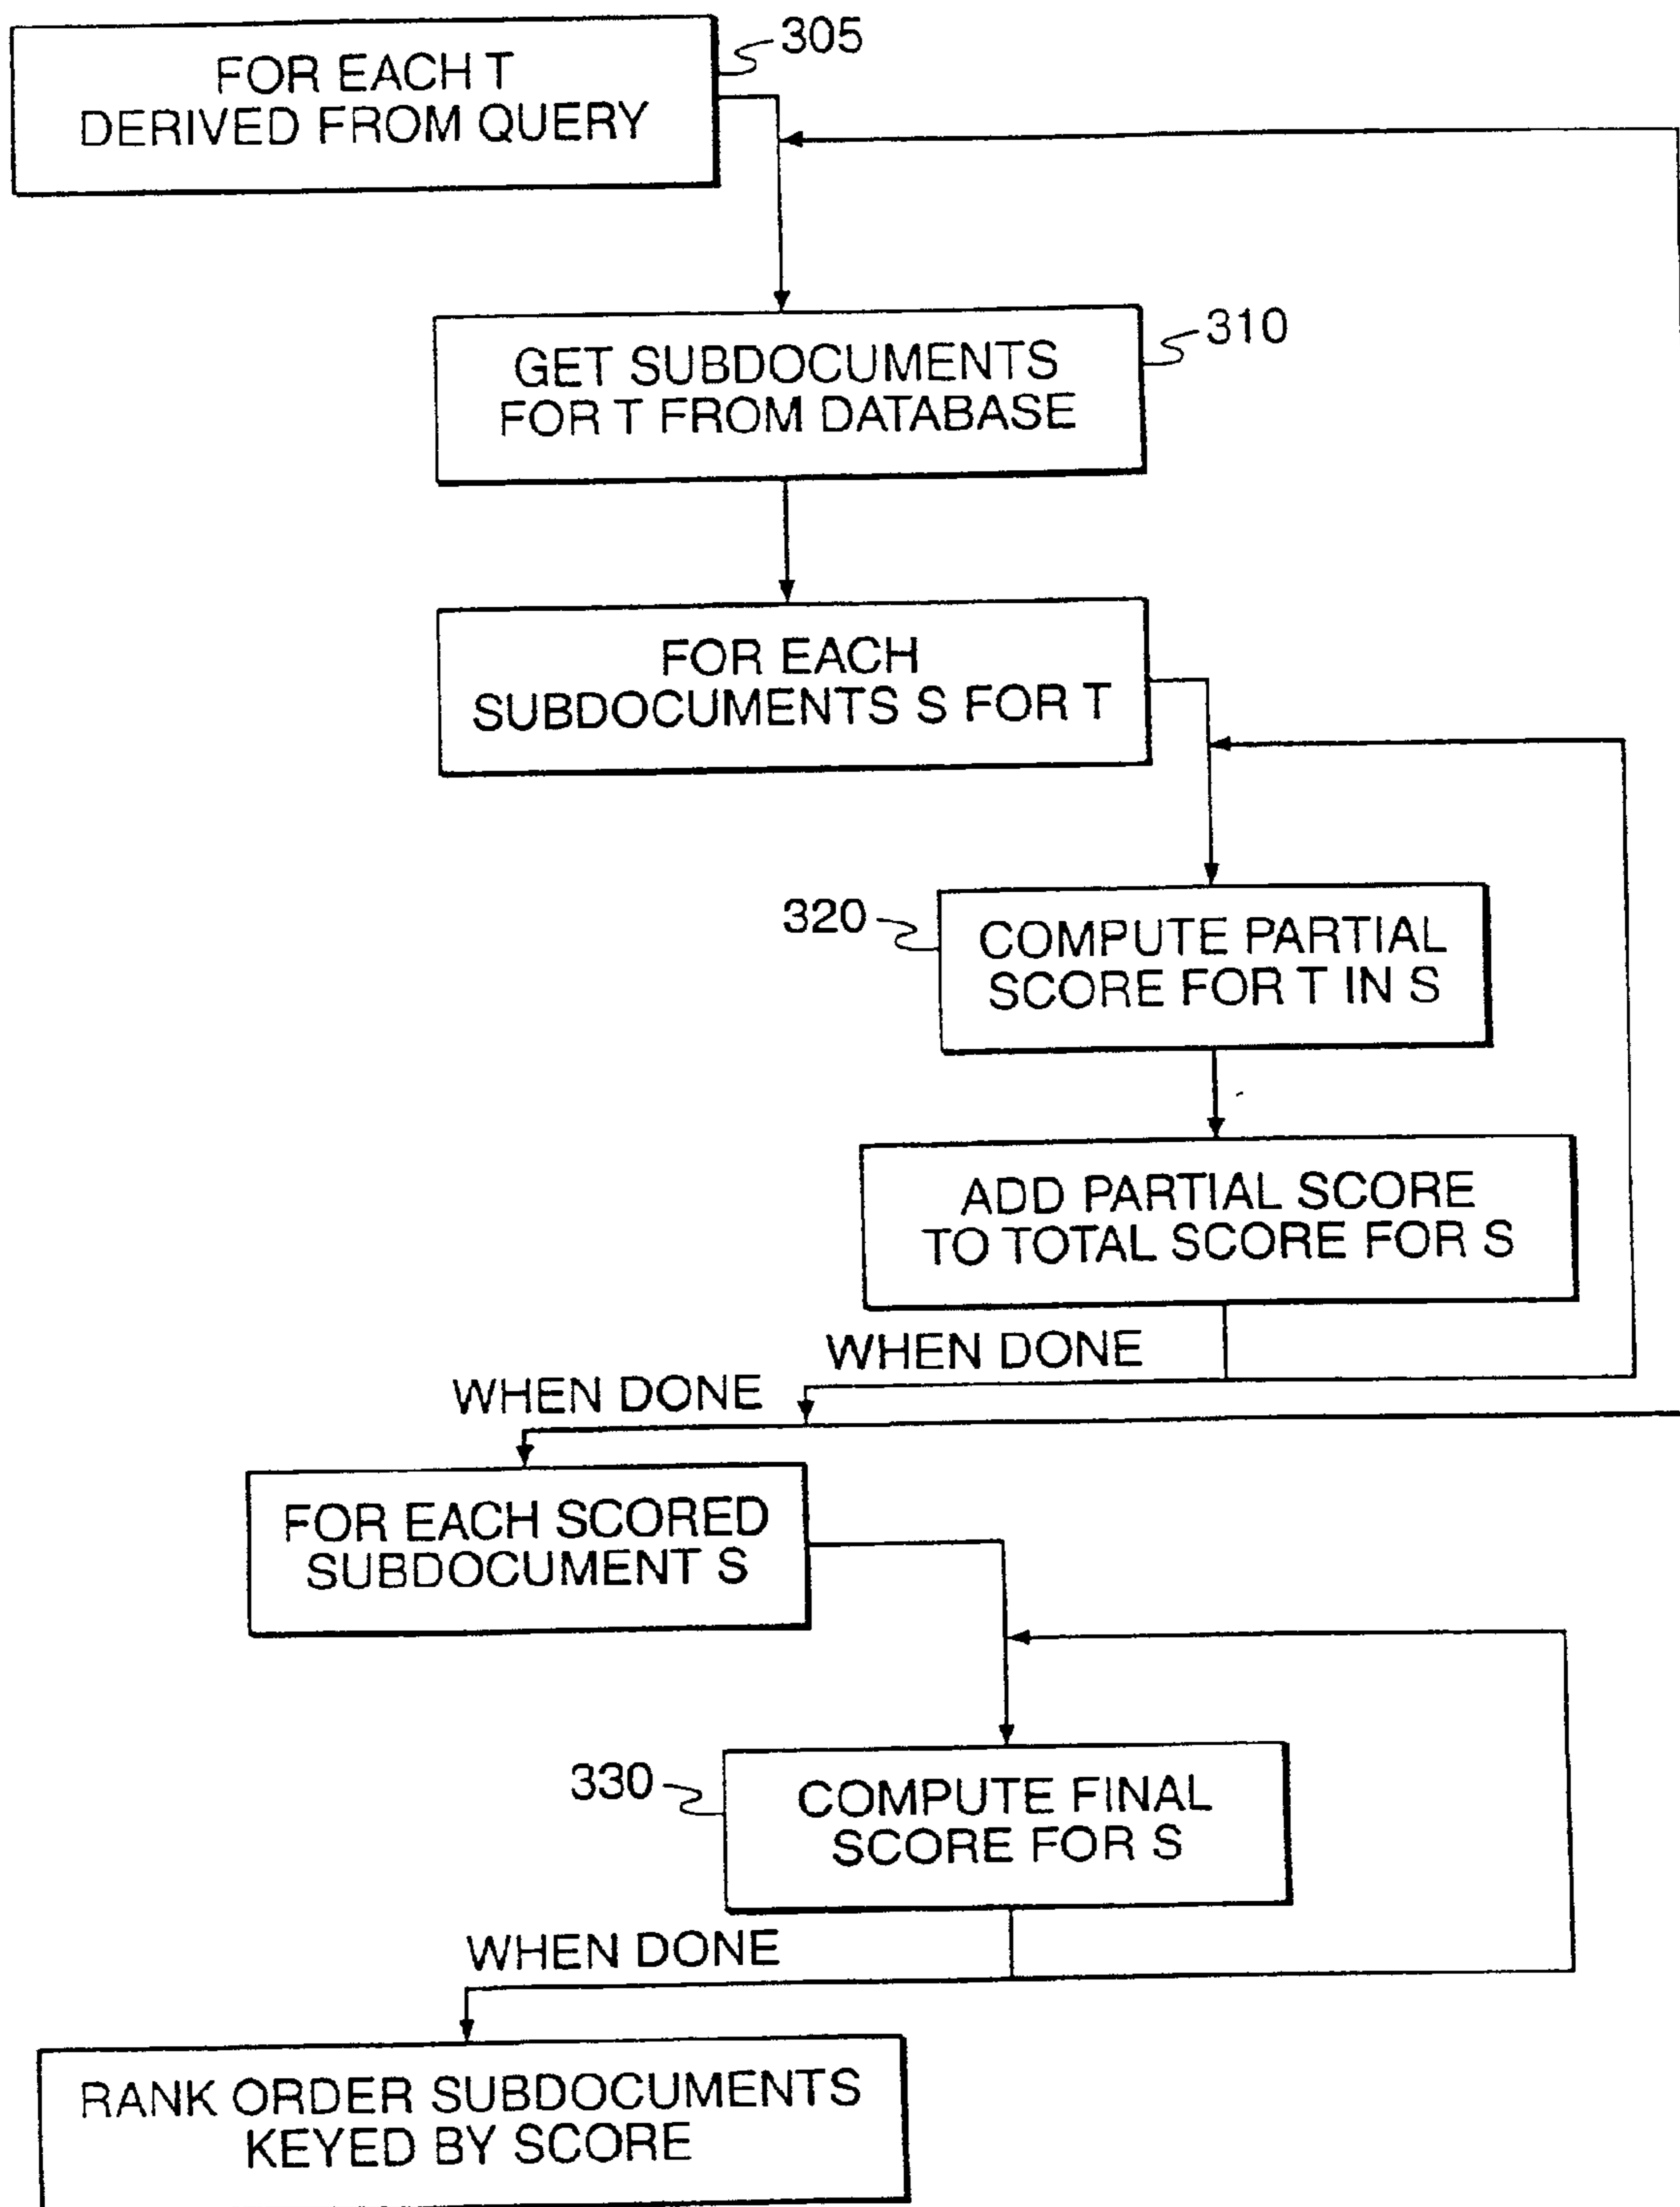 FOR EACH T
DERIVED FROM QUERY
305
GET SUBDOCUMENTS
FOR T FROM DATABASE
310
FOR EACH
SUBDOCUMENTS S FOR T
320
COMPUTE PARTIAL
SCORE FOR T IN S
ADD PARTIAL SCORE
TO TOTAL SCORE FOR S
WHEN DONE
WHEN DONE
FOR EACH SCORED
SUBDOCUMENT S
330
COMPUTE FINAL
SCORE FOR S
WHEN DONE
RANK ORDER SUBDOCUMENTS
KEYED BY SCORE